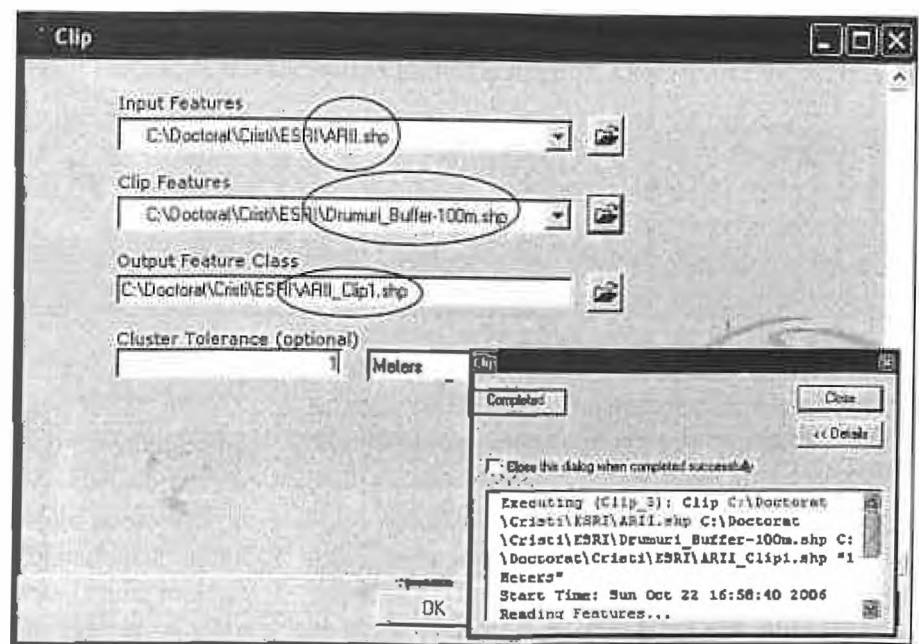 Clip
Input Features
C:\Doctorat\Cristi\ESRI\ARII.shp
Clip Features
C:\Doctorat\Cristi\ESRI\Drumuri_Buffer-100m.shp
Output Feature Class
C:\Doctorat\Cristi\ESRI\ARII_Clip1.shp
Cluster Tolerance (optional)
1 Meters
Clip
Completed
Close
<< Details
Close this dialog when completed successfully
Executing (Clip_3): Clip C:\Doctorat
\Cristi\ESRI\ARII.shp C:\Doctorat
\Cristi\ESRI\Drumuri_Buffer-100m.shp C:
\Doctorat\Cristi\ESRI\ARII_Clip1.shp "1
Meters"
Start Time: Sun Oct 22 16:58:40 2006
Reading Features...
OK